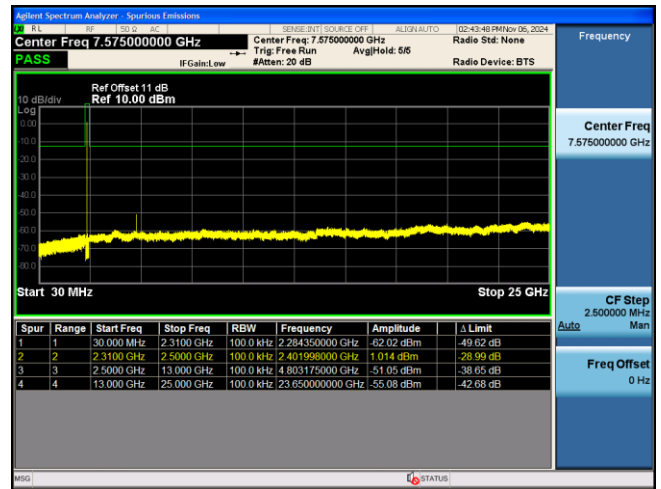 Agilent Spectrum Analyzer - Spurious Emissions
RL RF 50 Ω AC SENSE:INT SOURCE OFF ALIGN AUTO 02:43:48 PM Nov 06, 2024
Center Freq 7.575000000 GHz
Center Freq: 7.575000000 GHz
Radio Std: None
Trig: Free Run Avg|Hold: 5/5
PASS
IFGain:Low
#Atten: 20 dB
Radio Device: BTS
Ref Offset 11 dB
10 dB/div Ref 10.00 dBm
Log
0.00
-10.0
-20.0
-30.0
-40.0
-50.0
-60.0
-70.0
-80.0
Start 30 MHz Stop 25 GHz
Spur Range Start Freq Stop Freq RBW Frequency Amplitude Δ Limit
1 1 30.000 MHz 2.3100 GHz 100.0 kHz 2.284350000 GHz -62.02 dBm -49.62 dB
2 2 2.3100 GHz 2.5000 GHz 100.0 kHz 2.401998000 GHz 1.014 dBm -28.99 dB
3 3 2.5000 GHz 13.000 GHz 100.0 kHz 4.803175000 GHz -51.05 dBm -38.65 dB
4 4 13.000 GHz 25.000 GHz 100.0 kHz 23.650000000 GHz -55.08 dBm -42.68 dB
MSG STATUS
Frequency
Center Freq
7.575000000 GHz
CF Step
2.500000 MHz
Auto Man
Freq Offset
0 Hz